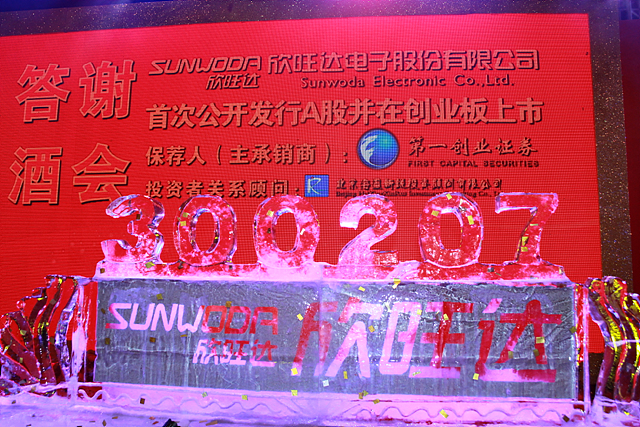 答谢
酒会
SUNWODA 欣旺达 欣旺达电子股份有限公司
Sunwoda Electronic Co.,Ltd.
首次公开发行A股并在创业板上市
保荐人（主承销商）： 第一创业证券
FIRST CAPITAL SECURITIES
投资者关系顾问：
300207
SUNWODA 欣旺达 欣旺达